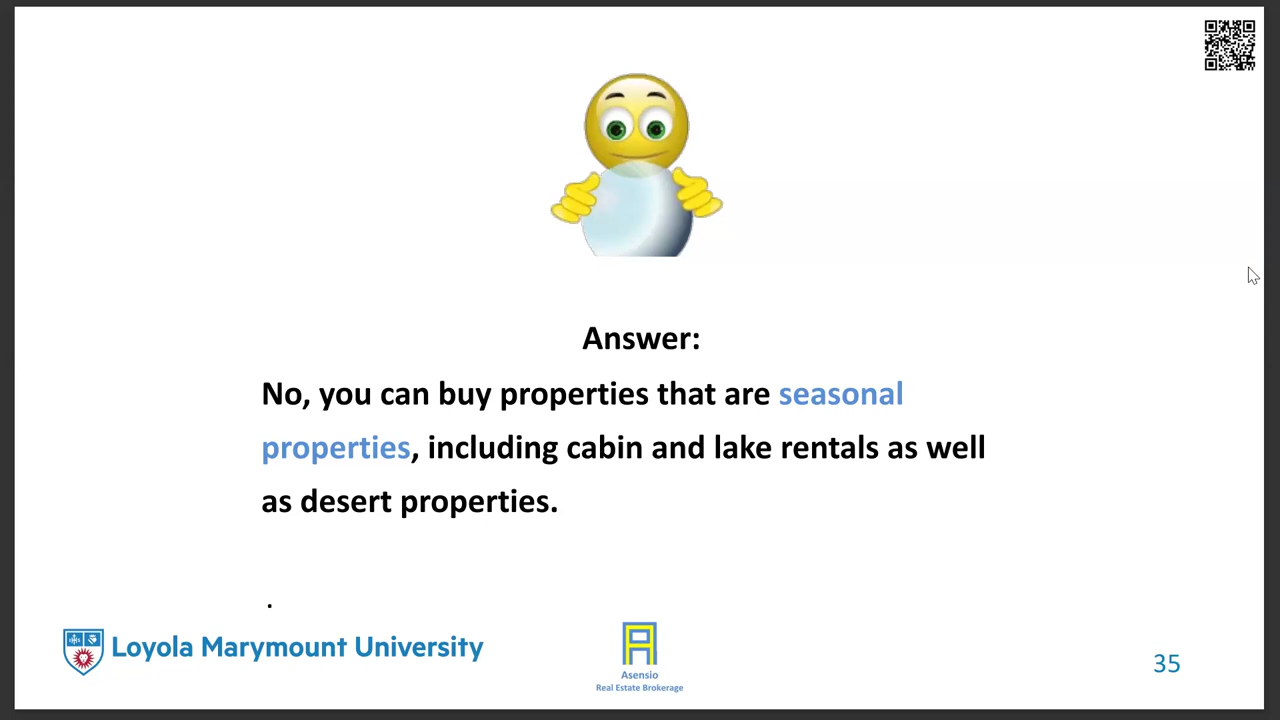 Answer:
No, you can buy properties that are seasonal
properties, including cabin and lake rentals as well
as desert properties.
.
Loyola Marymount University
Asensio
Real Estate Brokerage
35